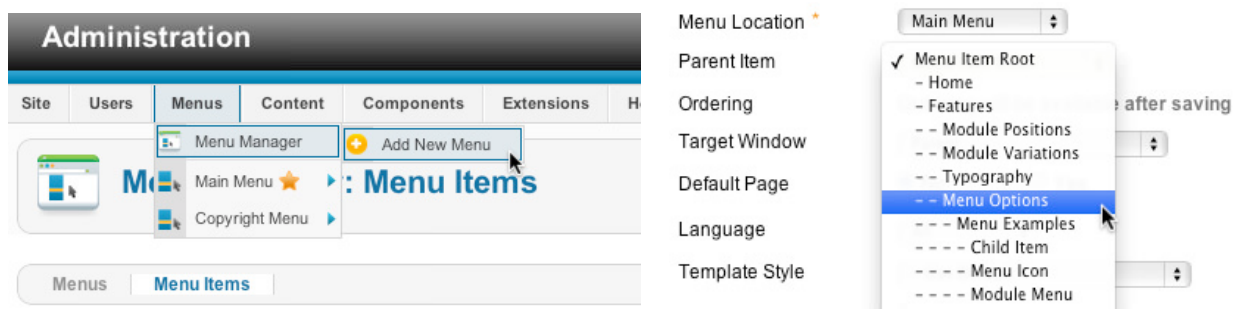 Administration
Site Users Menus Content Components Extensions
Menu Manager
Add New Menu
Main Menu
: Menu Items
Copyright Menu
Menus Menu Items
Menu Location *
Main Menu
Parent Item
✓ Menu Item Root
– Home
Ordering
– Features
after saving
– – Module Positions
Target Window
– – Module Variations
– – Typography
Default Page
– – Menu Options
– – – Menu Examples
Language
– – – – Child Item
Template Style
– – – – Menu Icon
– – – – Module Menu